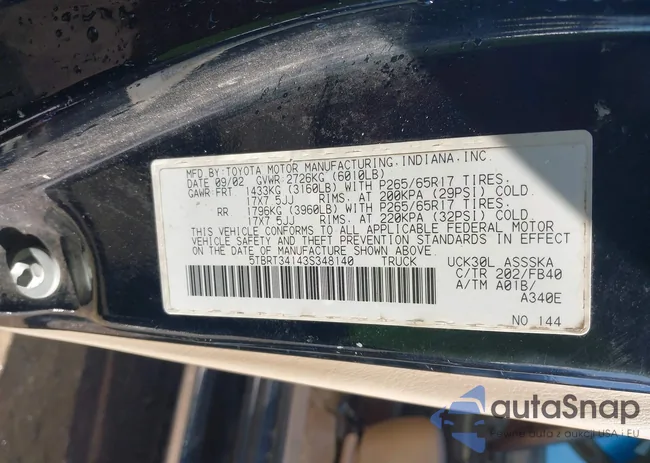 MFD.BY:TOYOTA MOTOR MANUFACTURING,INDIANA,INC.
DATE 09/02 GVWR 2726KG (6010LB)
GAWR FRT 1433KG (3160LB) WITH P265/65R17 TIRES.
17X7.5JJ RIMS. AT 200KPA (29PSI) COLD
RR 1796KG (3960LB) WITH P265/65R17 TIRES.
17X7.5JJ RIMS. AT 220KPA (32PSI) COLD
THIS VEHICLE CONFORMS TO ALL APPLICABLE FEDERAL MOTOR
VEHICLE SAFETY AND THEFT PREVENTION STANDARDS IN EFFECT
ON THE DATE OF MANUFACTURE SHOWN ABOVE
5TBRT34143S348140 TRUCK UCK30L ASSSKA
C/TR 202/FB40
A/TM A01B/
A340E
NO 144
autaSnap
aukcji USA i EU